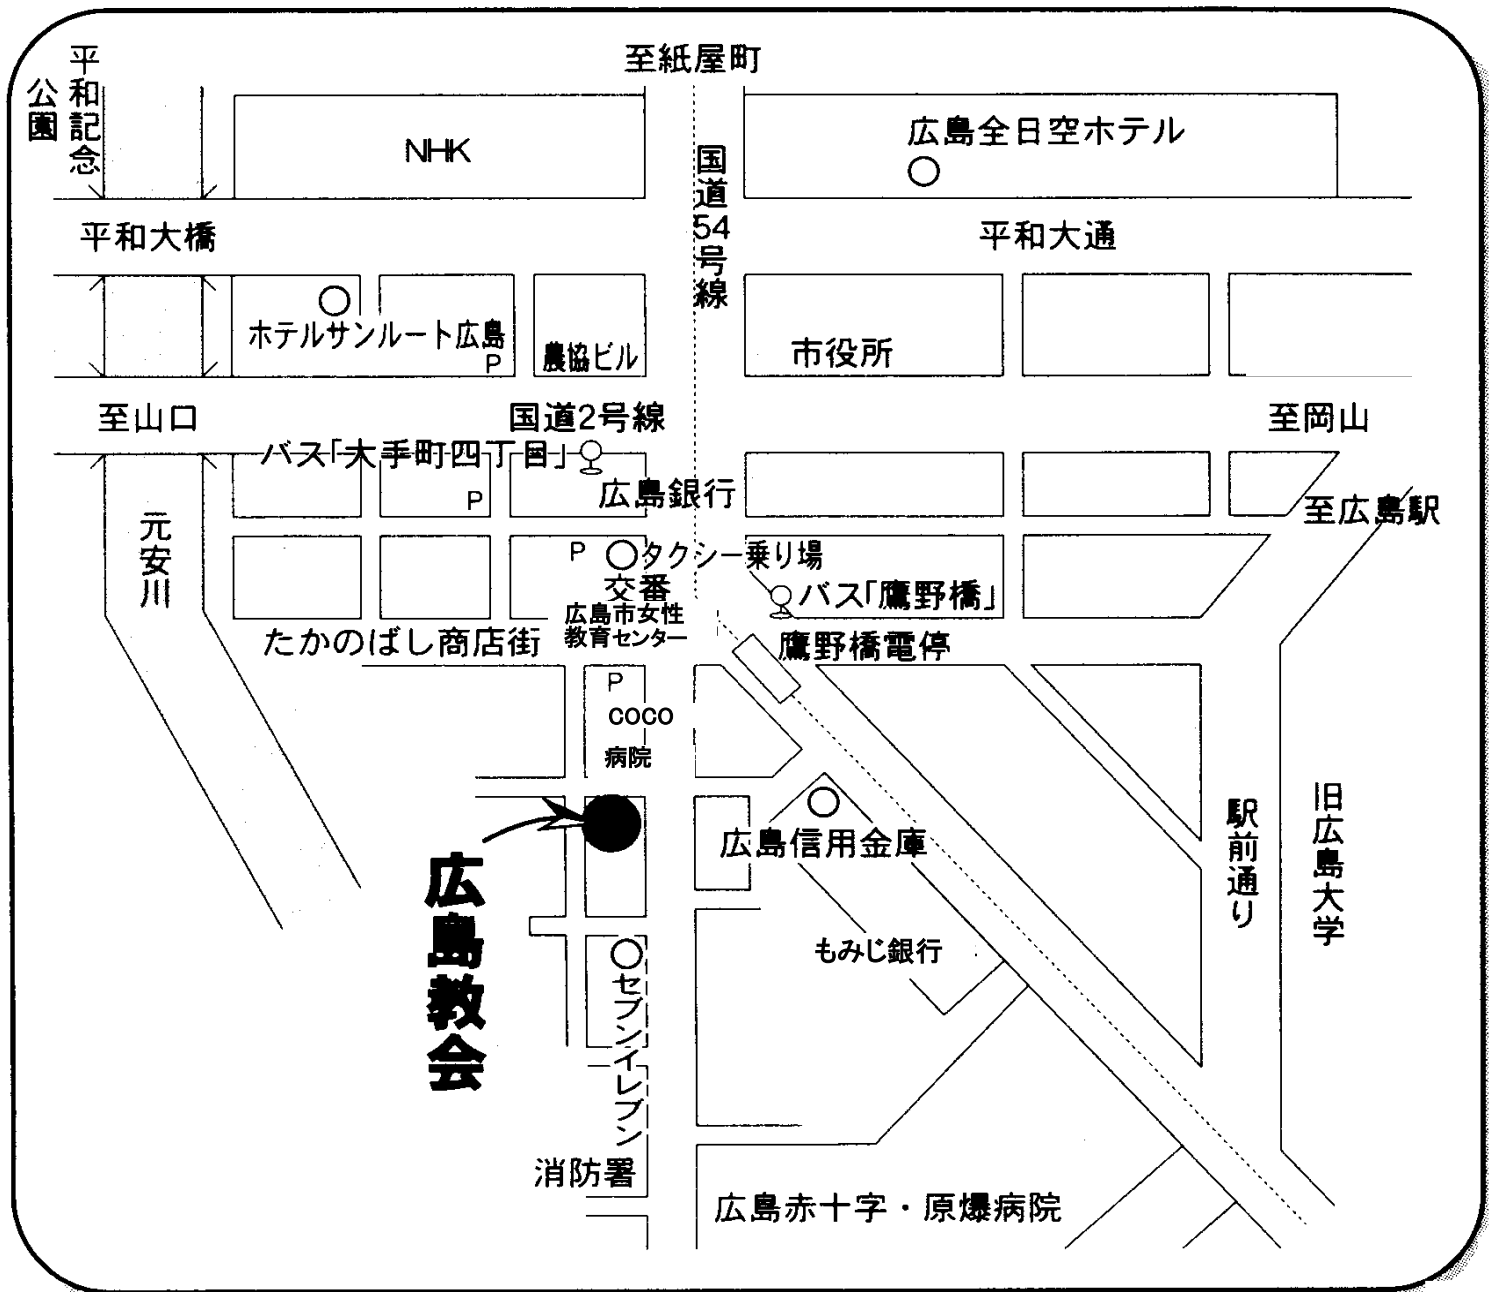 至紙屋町
平和記念
公園
NHK
国道54号線
広島全日空ホテル
平和大橋
平和大通
ホテルサンルート広島
P
農協ビル
市役所
至山口
国道2号線
至岡山
バス「大手町四丁目」
P
広島銀行
至広島駅
元安川
P
タクシー乗り場
交番
バス「鷹野橋」
広島市女性
教育センター
たかのばし商店街
鷹野橋電停
P
coco
病院
広島信用金庫
駅前通り
旧広島大学
広島教会
もみじ銀行
セブンイレブン
消防署
広島赤十字・原爆病院